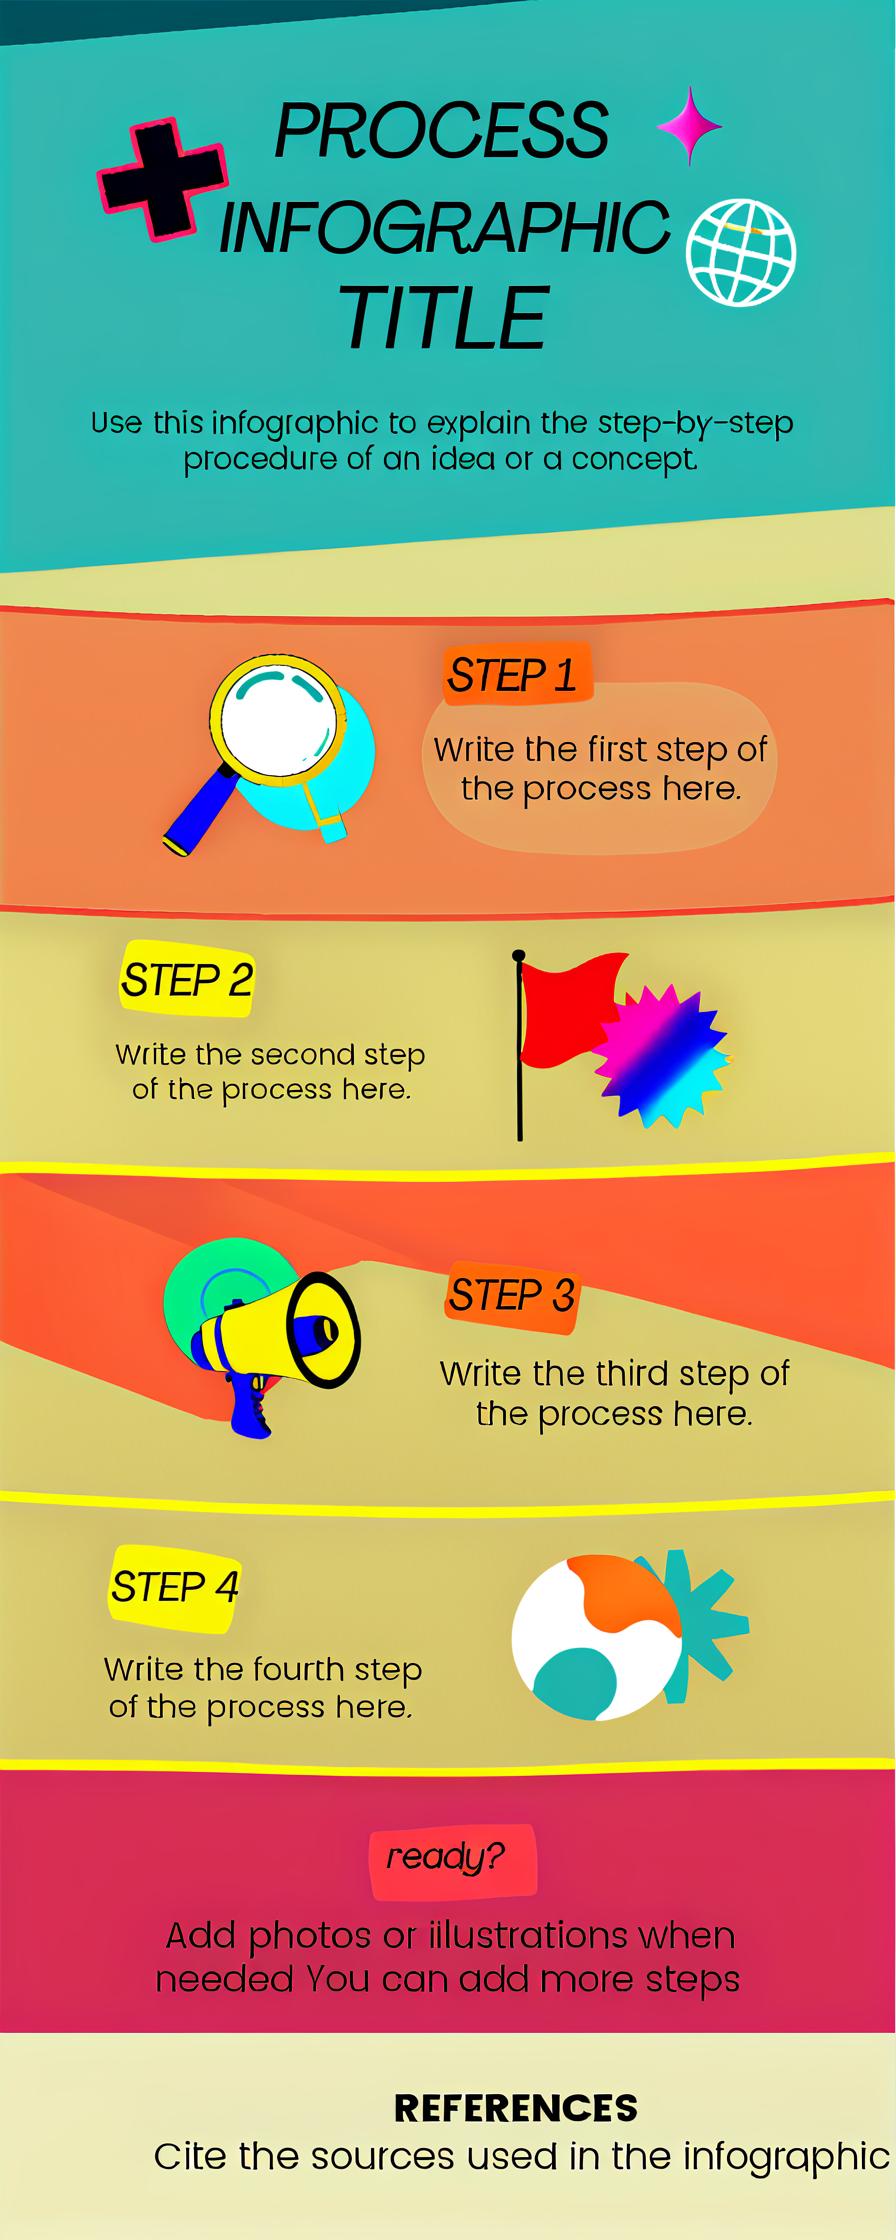 PROCESS
INFOGRAPHIC
TITLE
Use this infographic to explain the step-by-step
procedure of an idea or a concept.
STEP 1
Write the first step of
the process here.
STEP 2
Write the second step
of the process here.
STEP 3
Write the third step of
the process here.
STEP 4
Write the fourth step
of the process here.
ready?
Add photos or iillustrations when
needed You can add more steps
REFERENCES
Cite the sources used in the infographic